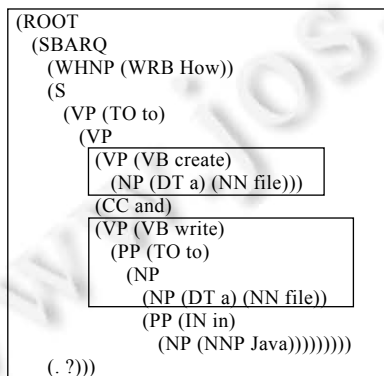 (ROOT
(SBARQ
(WHNP (WRB How))
(S
(VP (TO to)
(VP
(VP (VB create)
(NP (DT a) (NN file)))
(CC and)
(VP (VB write)
(PP (TO to)
(NP
(NP (DT a) (NN file))
(PP (IN in)
(NP (NNP Java)))))))))
(. ?)))